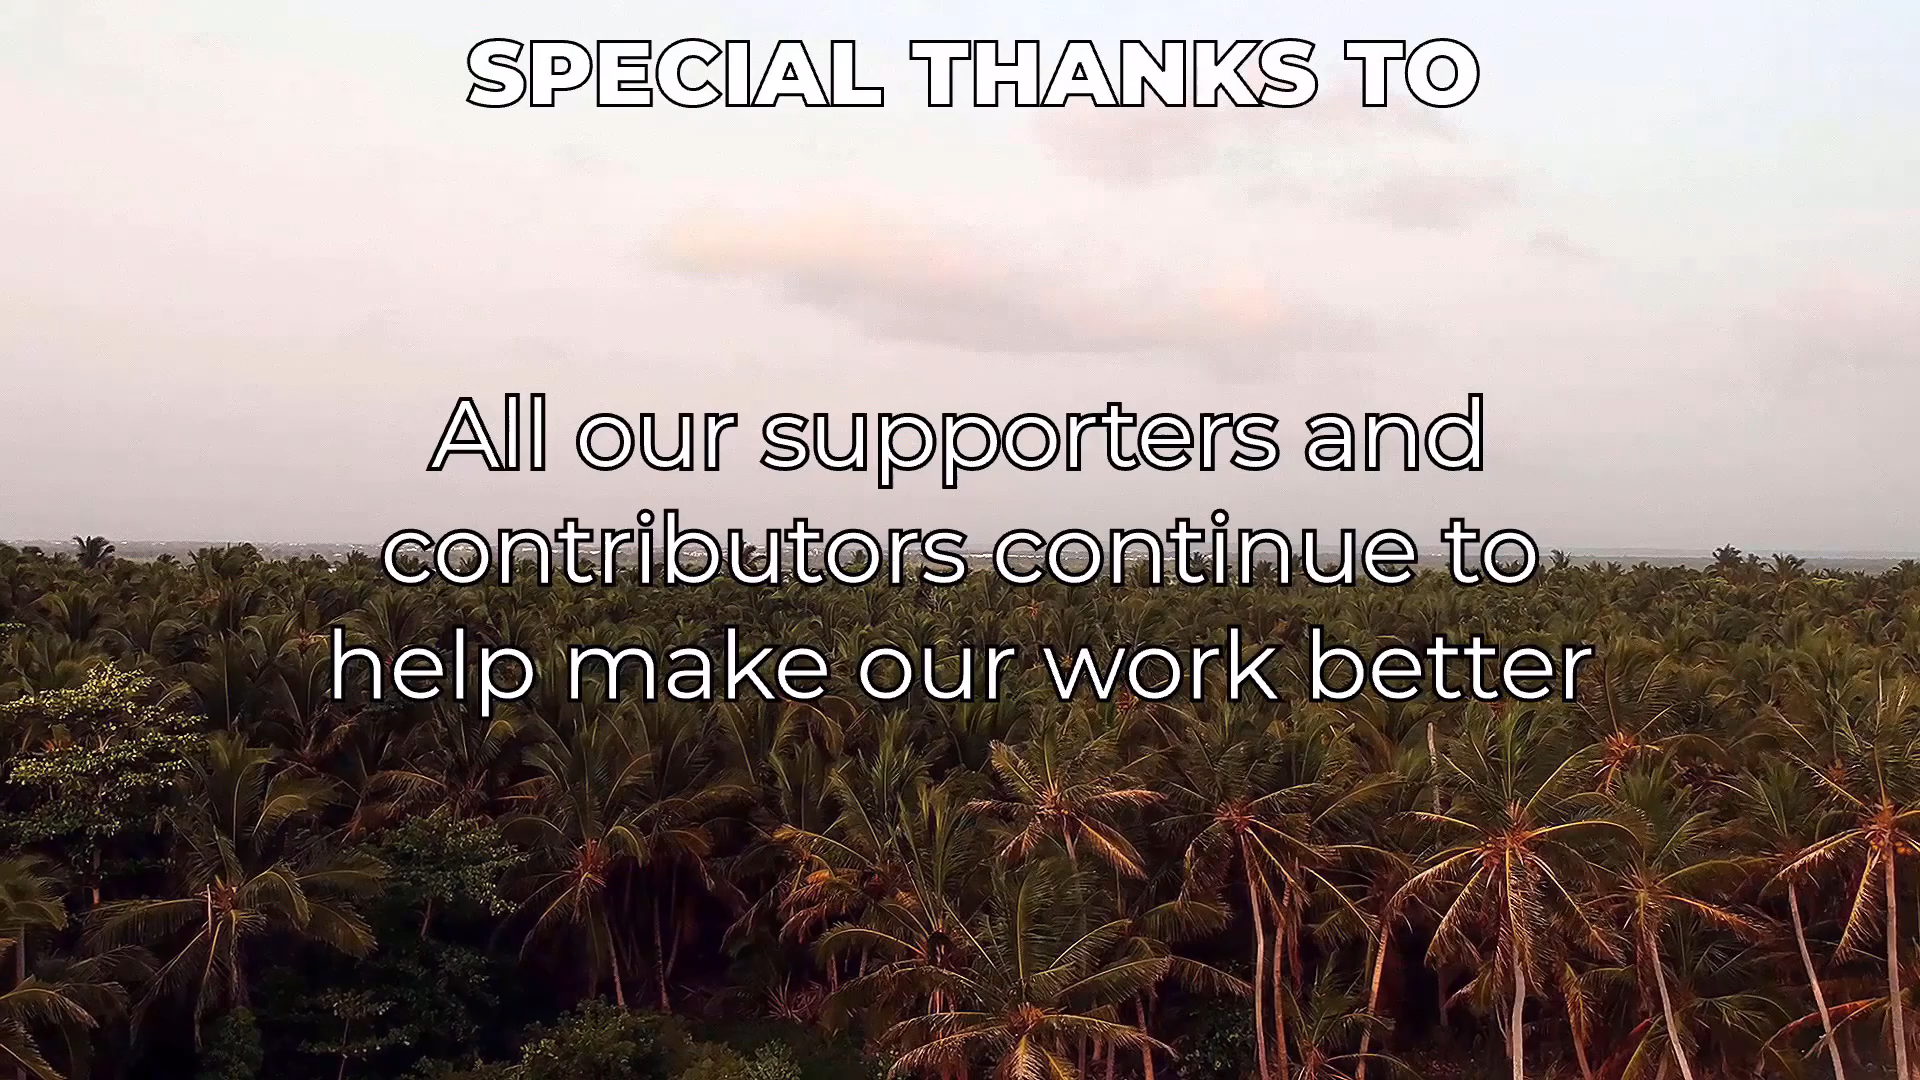 SPECIAL THANKS TO
All our supporters and
contributors continue to
help make our work better